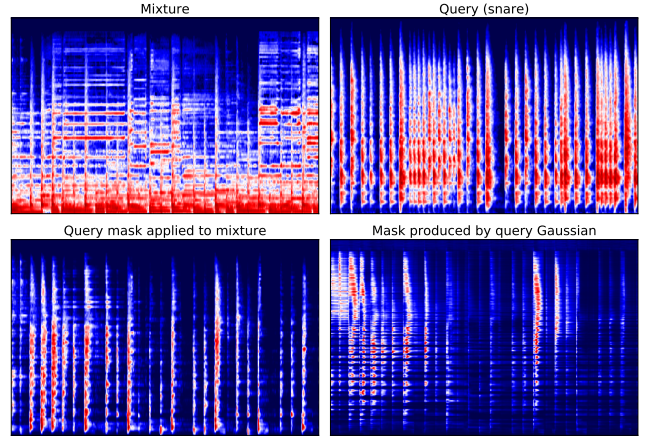 Mixture
Query (snare)
Query mask applied to mixture
Mask produced by query Gaussian